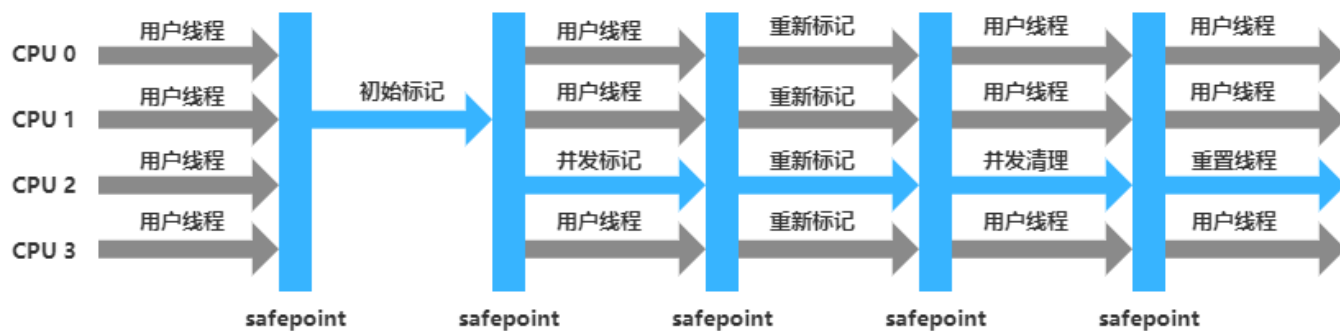 用户线程 用户线程 重新标记 用户线程 用户线程
CPU 0
用户线程 初始标记 用户线程 重新标记 用户线程 用户线程
CPU 1
用户线程 并发标记 重新标记 并发清理 重置线程
CPU 2
用户线程 用户线程 重新标记 用户线程 用户线程
CPU 3
safepoint safepoint safepoint safepoint safepoint